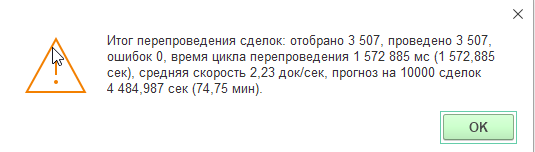 Итог перепроведения сделок: отобрано 3 507, проведено 3 507,
ошибок 0, время цикла перепроведения 1 572 885 мс (1 572,885
сек), средняя скорость 2,23 док/сек, прогноз на 10000 сделок
4 484,987 сек (74,75 мин).
OK